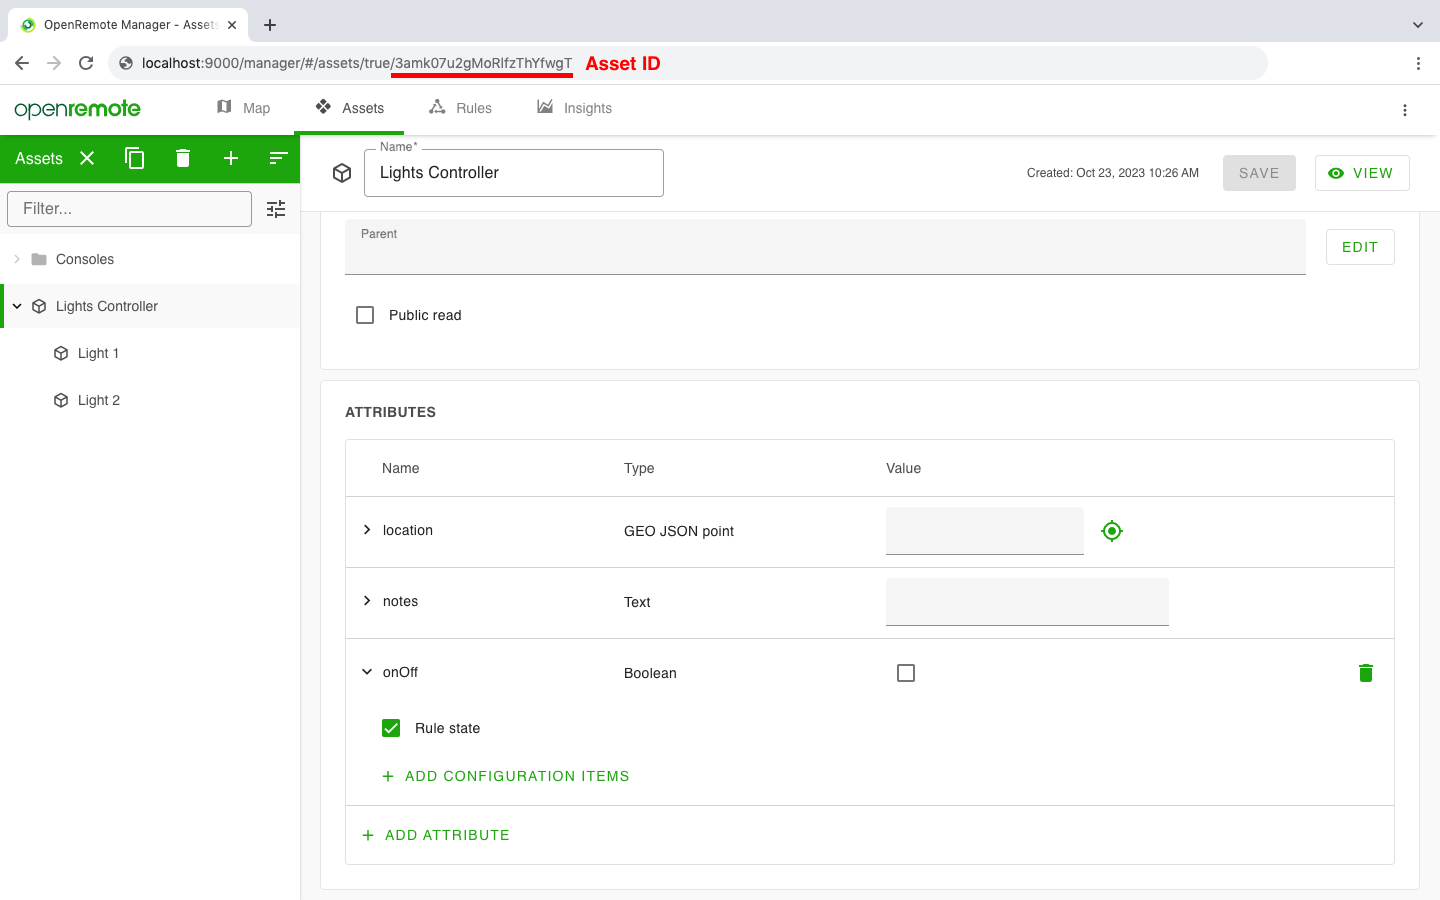 OpenRemote Manager - Assets
localhost:9000/manager/#/assets/true/3amk07u2gMoRlfzThYfwgT Asset ID
openremote Map Assets Rules Insights
Assets
Name*
Lights Controller
Created: Oct 23, 2023 10:26 AM
SAVE
VIEW
Filter...
Consoles
Lights Controller
Light 1
Light 2
Parent
EDIT
Public read
ATTRIBUTES
Name Type Value
location GEO JSON point
notes Text
onOff Boolean
Rule state
ADD CONFIGURATION ITEMS
ADD ATTRIBUTE